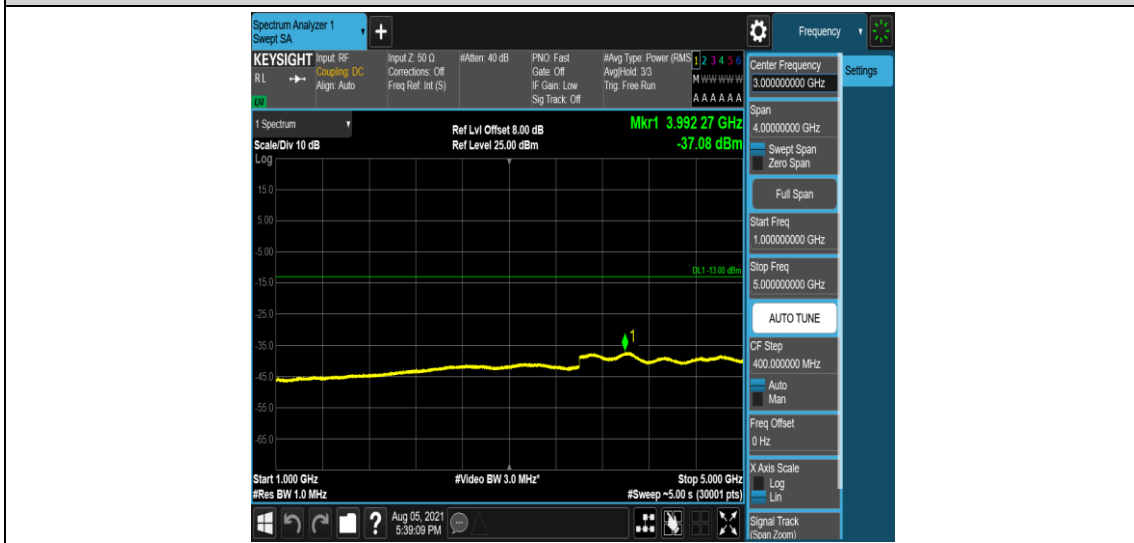 Spectrum Analyzer 1
Swept SA
+
Frequency
KEYSIGHT
RL
LXI
Input: RF
Coupling: DC
Align: Auto
Input Z: 50 Ω
Corrections: Off
Freq Ref: Int (S)
#Atten: 40 dB
PNO: Fast
Gate: Off
IF Gain: Low
Sig Track: Off
#Avg Type: Power (RMS
Avg|Hold: 3/3
Trig: Free Run
1 2 3 4 5 6
M W W W W W
A A A A A A
1 Spectrum
Scale/Div 10 dB
Ref Lvl Offset 8.00 dB
Ref Level 25.00 dBm
Mkr1 3.992 27 GHz
-37.08 dBm
Log
15.0
5.00
-5.00
DL1 -13.00 dBm
-15.0
-25.0
1
-35.0
-45.0
-55.0
-65.0
Start 1.000 GHz
#Video BW 3.0 MHz*
Stop 5.000 GHz
#Res BW 1.0 MHz
#Sweep ~5.00 s (30001 pts)
?
Aug 05, 2021
5:39:09 PM
Center Frequency
3.000000000 GHz
Settings
Span
4.00000000 GHz
Swept Span
Zero Span
Full Span
Start Freq
1.000000000 GHz
Stop Freq
5.000000000 GHz
AUTO TUNE
CF Step
400.000000 MHz
Auto
Man
Freq Offset
0 Hz
X Axis Scale
Log
Lin
Signal Track
(Span Zoom)